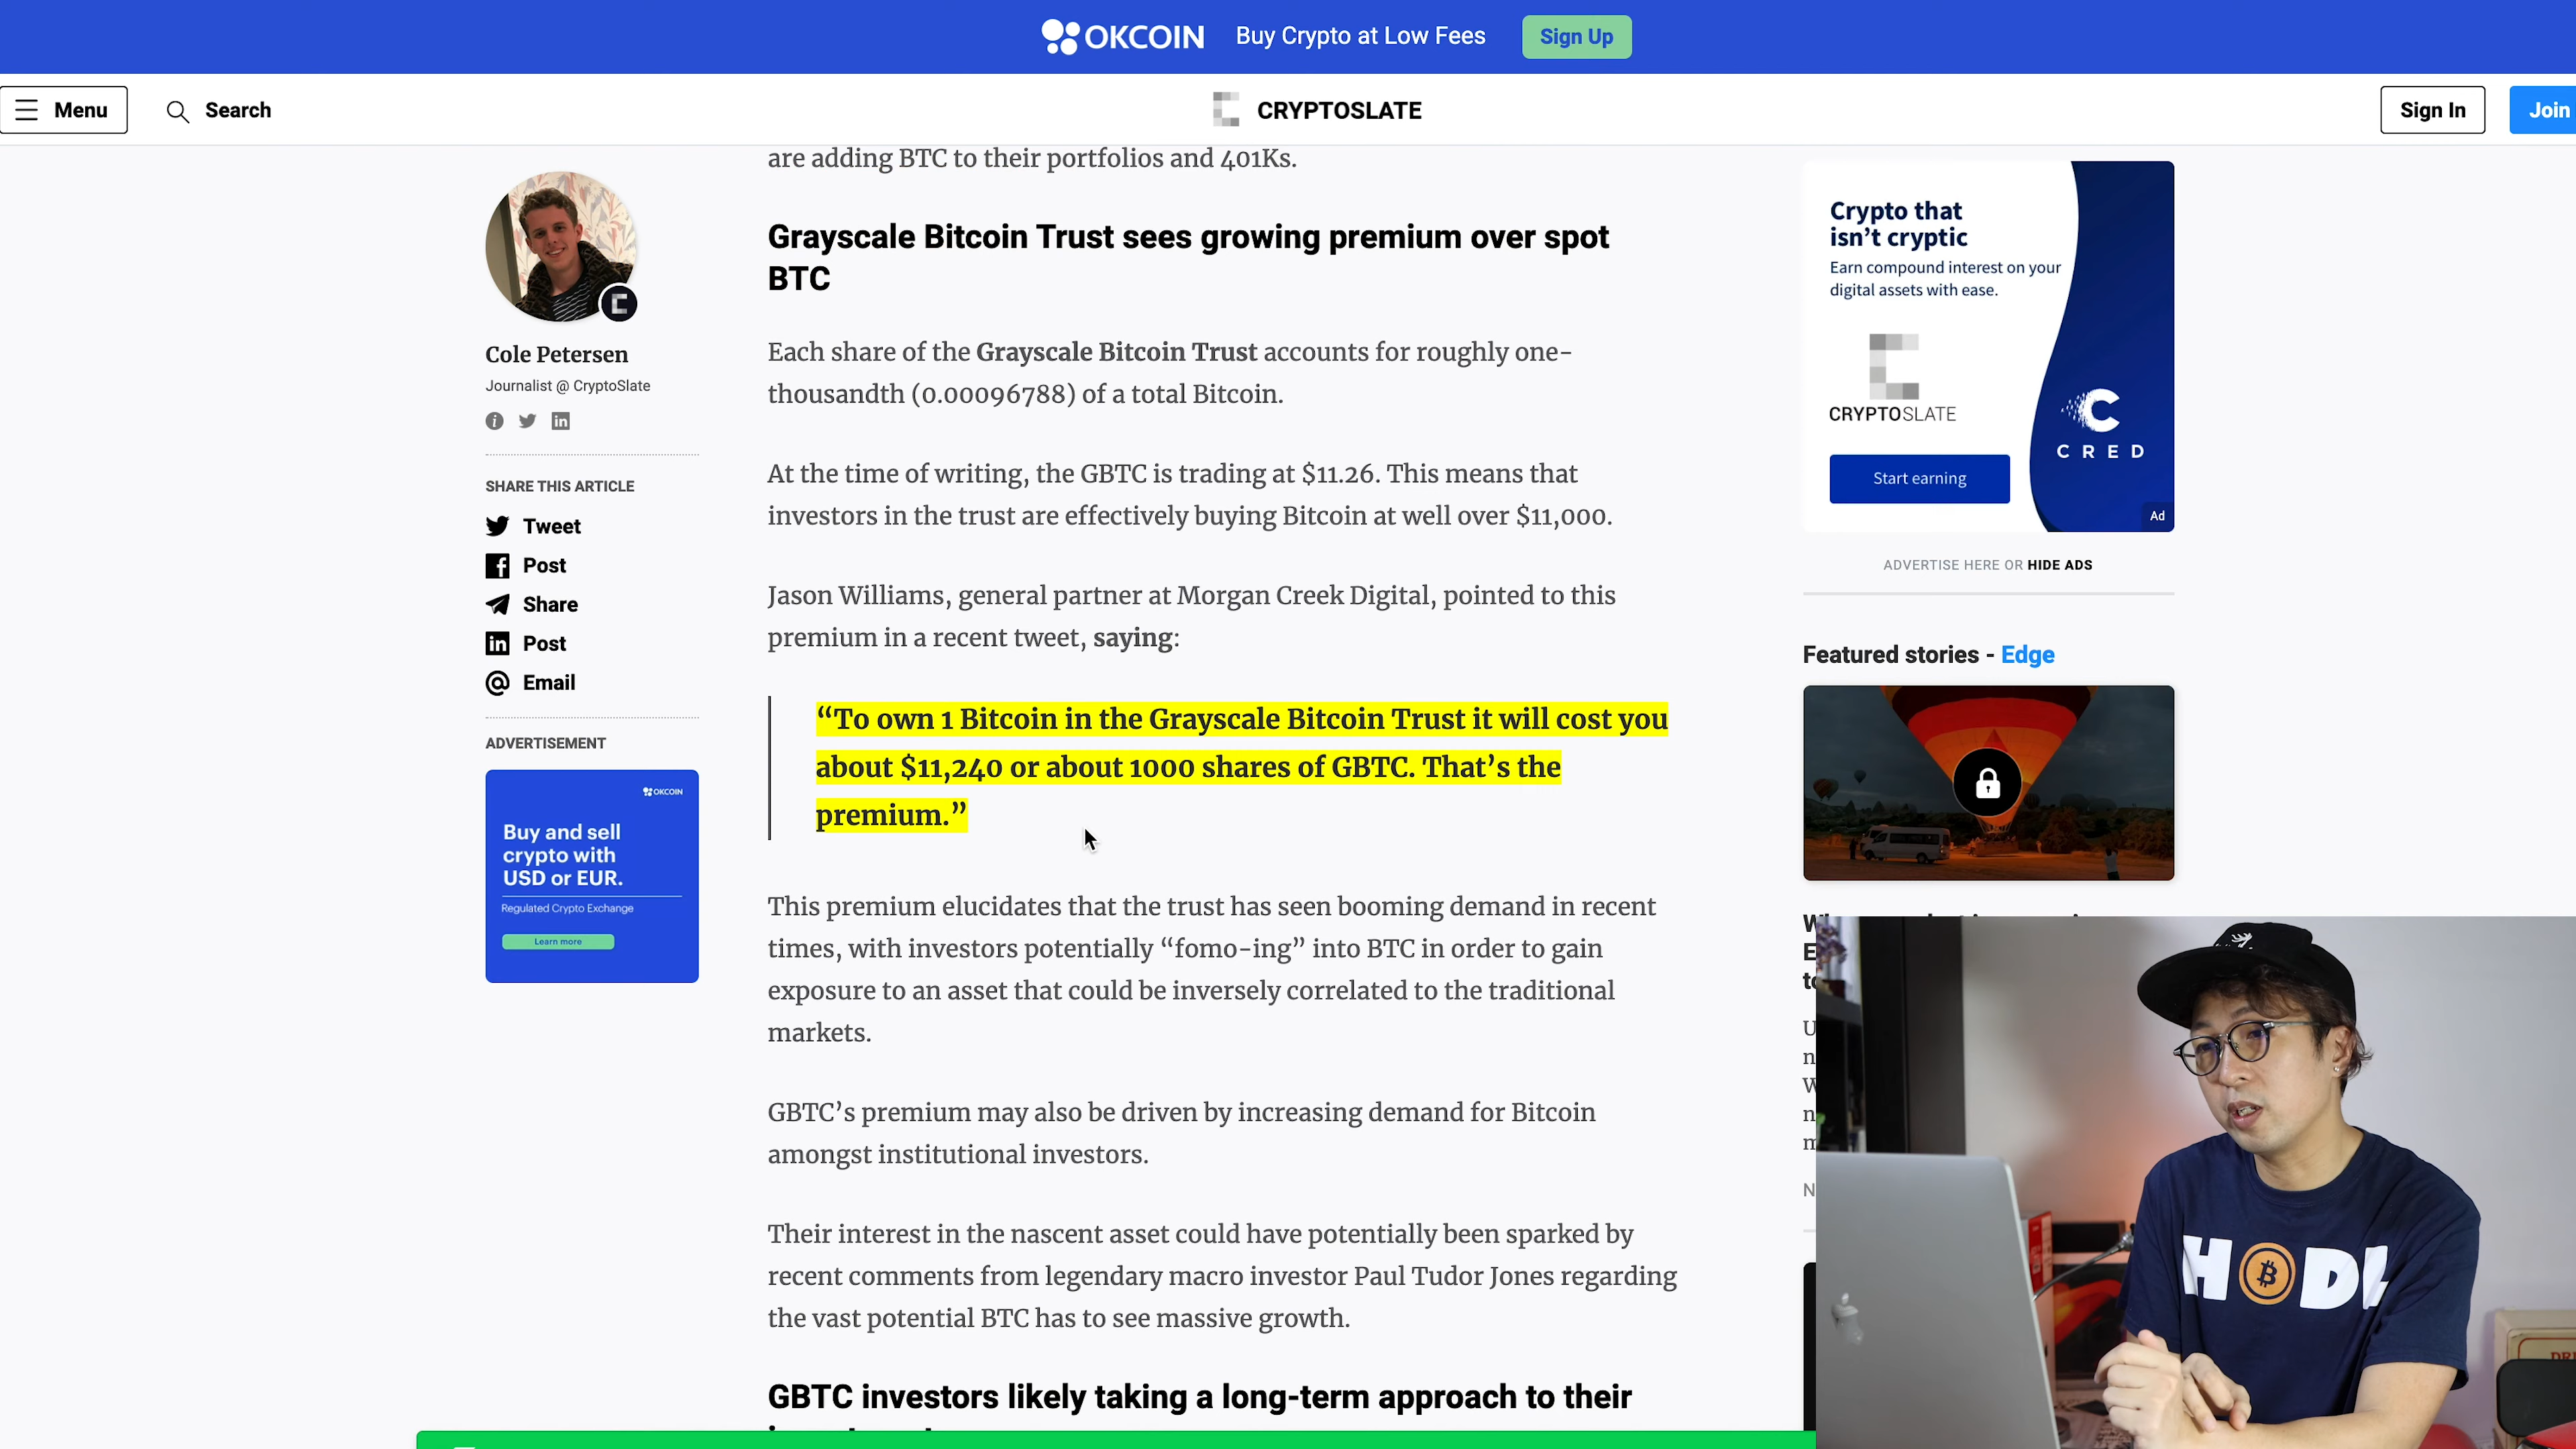 OKCOIN Buy Crypto at Low Fees Sign Up
Menu Search CRYPTOSLATE Sign In Join
are adding BTC to their portfolios and 401Ks.
Grayscale Bitcoin Trust sees growing premium over spot
BTC
Each share of the Grayscale Bitcoin Trust accounts for roughly one-
thousandth (0.00096788) of a total Bitcoin.
At the time of writing, the GBTC is trading at $11.26. This means that
investors in the trust are effectively buying Bitcoin at well over $11,000.
Jason Williams, general partner at Morgan Creek Digital, pointed to this
premium in a recent tweet, saying:
“To own 1 Bitcoin in the Grayscale Bitcoin Trust it will cost you
about $11,240 or about 1000 shares of GBTC. That’s the
premium.”
This premium elucidates that the trust has seen booming demand in recent
times, with investors potentially “fomo-ing” into BTC in order to gain
exposure to an asset that could be inversely correlated to the traditional
markets.
GBTC’s premium may also be driven by increasing demand for Bitcoin
amongst institutional investors.
Their interest in the nascent asset could have potentially been sparked by
recent comments from legendary macro investor Paul Tudor Jones regarding
the vast potential BTC has to see massive growth.
GBTC investors likely taking a long-term approach to their
Cole Petersen
Journalist @ CryptoSlate
SHARE THIS ARTICLE
Tweet
Post
Share
Post
Email
ADVERTISEMENT
OKCOIN
Buy and sell
crypto with
USD or EUR.
Regulated Crypto Exchange
Learn more
Crypto that
isn’t cryptic
Earn compound interest on your
digital assets with ease.
CRYPTOSLATE
CRED
Start earning
Ad
ADVERTISE HERE OR HIDE ADS
Featured stories - Edge
HODL